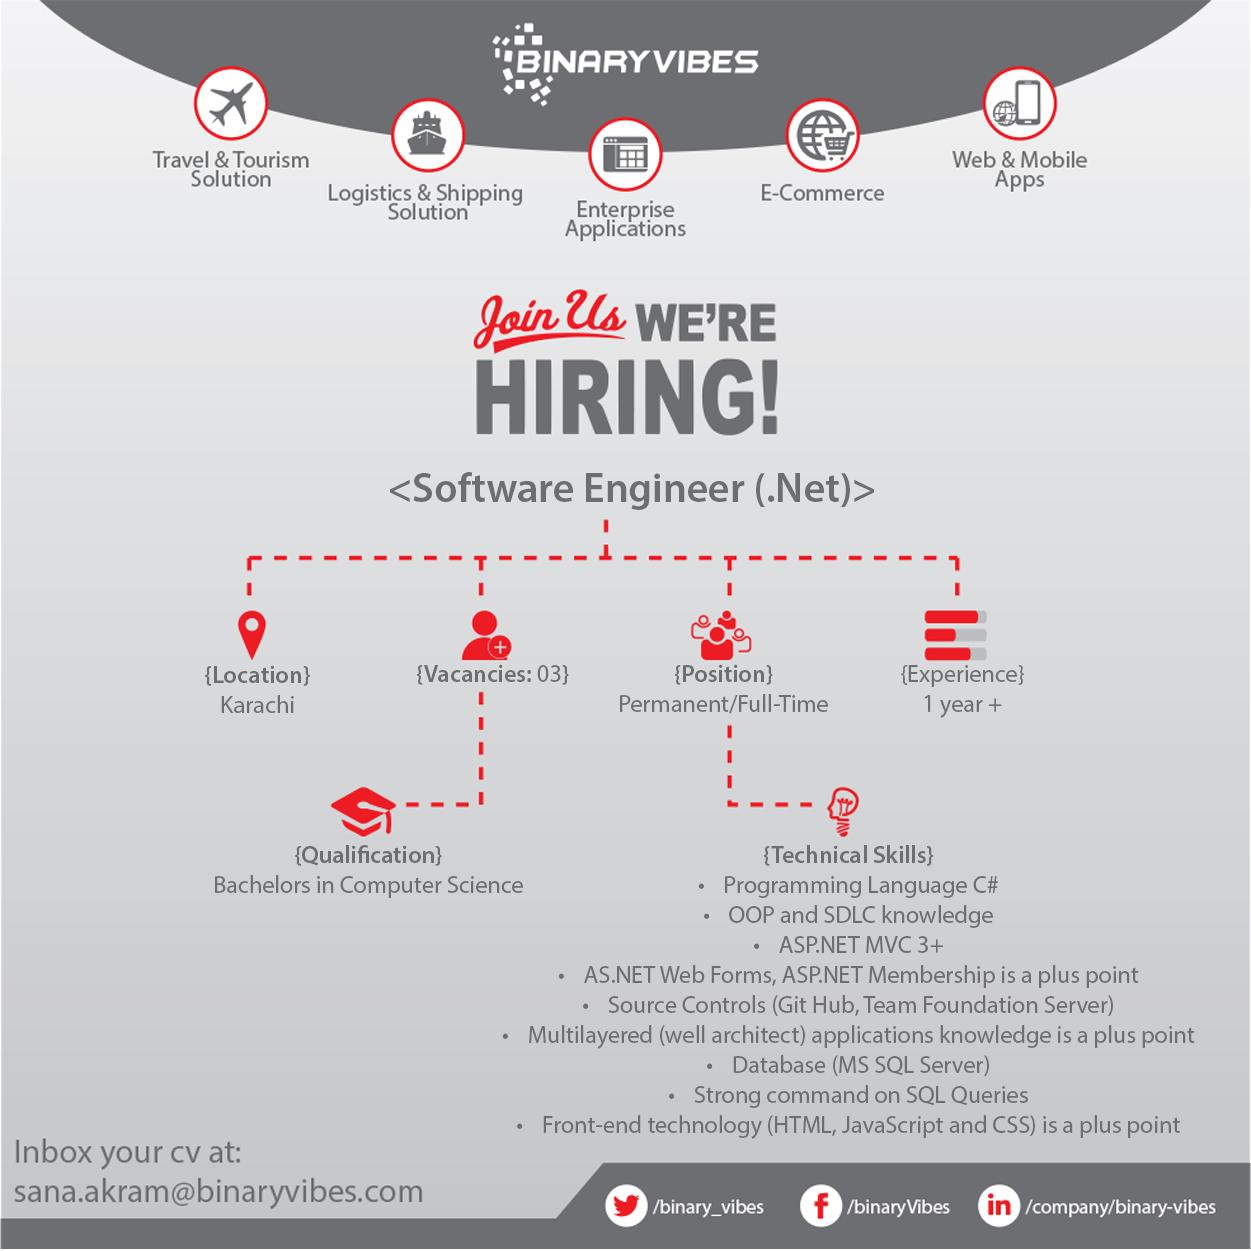 BINARYVIBES
Travel & Tourism
Solution
Logistics & Shipping
Solution
Enterprise
Applications
E-Commerce
Web & Mobile
Apps
Join Us WE'RE
HIRING!
<Software Engineer (.Net)>
{Location}
Karachi
{Vacancies: 03}
{Position}
Permanent/Full-Time
{Experience}
1 year +
{Qualification}
Bachelors in Computer Science
{Technical Skills}
• Programming Language C#
• OOP and SDLC knowledge
• ASP.NET MVC 3+
• AS.NET Web Forms, ASP.NET Membership is a plus point
• Source Controls (Git Hub, Team Foundation Server)
• Multilayered (well architect) applications knowledge is a plus point
• Database (MS SQL Server)
• Strong command on SQL Queries
• Front-end technology (HTML, JavaScript and CSS) is a plus point
Inbox your cv at:
sana.akram@binaryvibes.com
/binary_vibes
f /binaryVibes
in /company/binary-vibes